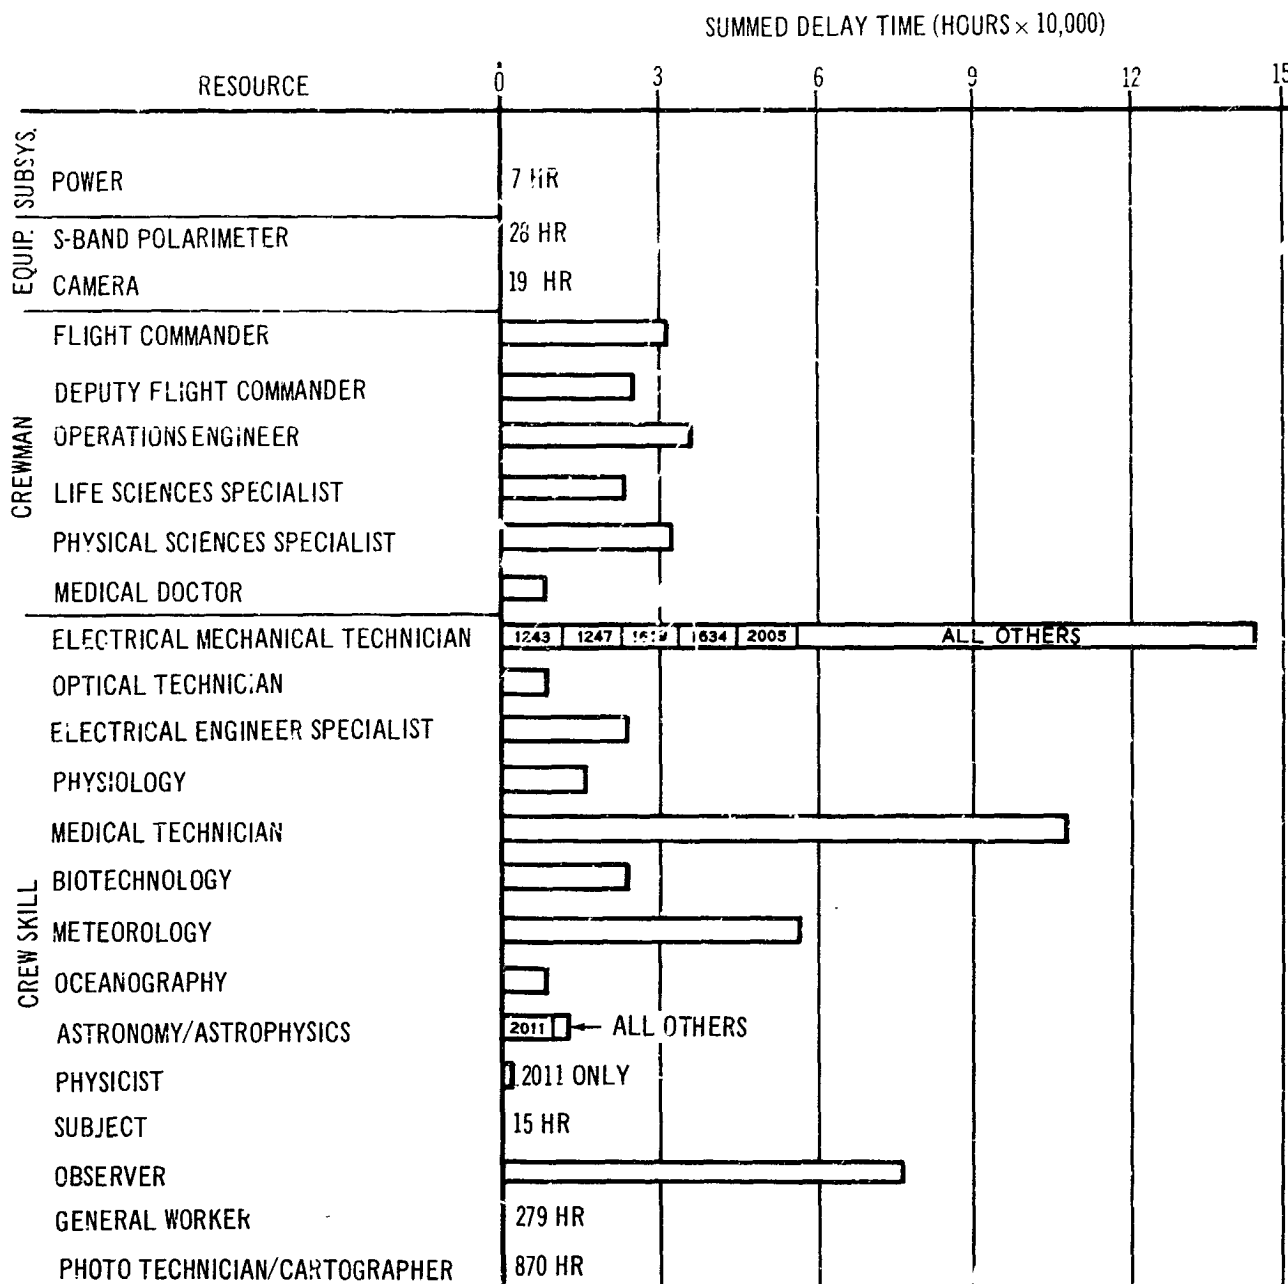 SUMMED DELAY TIME (HOURS × 10,000)
RESOURCE 0 3 6 9 12 15
SUBSYS.
POWER 7 HR
EQUIP.
S-BAND POLARIMETER 28 HR
CAMERA 19 HR
CREWMAN
FLIGHT COMMANDER
DEPUTY FLIGHT COMMANDER
OPERATIONS ENGINEER
LIFE SCIENCES SPECIALIST
PHYSICAL SCIENCES SPECIALIST
MEDICAL DOCTOR
CREW SKILL
ELECTRICAL MECHANICAL TECHNICIAN 1243 1247 1634 2005 ALL OTHERS
OPTICAL TECHNICIAN
ELECTRICAL ENGINEER SPECIALIST
PHYSIOLOGY
MEDICAL TECHNICIAN
BIOTECHNOLOGY
METEOROLOGY
OCEANOGRAPHY
ASTRONOMY/ASTROPHYSICS 2011 ALL OTHERS
PHYSICIST 2011 ONLY
SUBJECT 15 HR
OBSERVER
GENERAL WORKER 279 HR
PHOTO TECHNICIAN/CARTOGRAPHER 870 HR